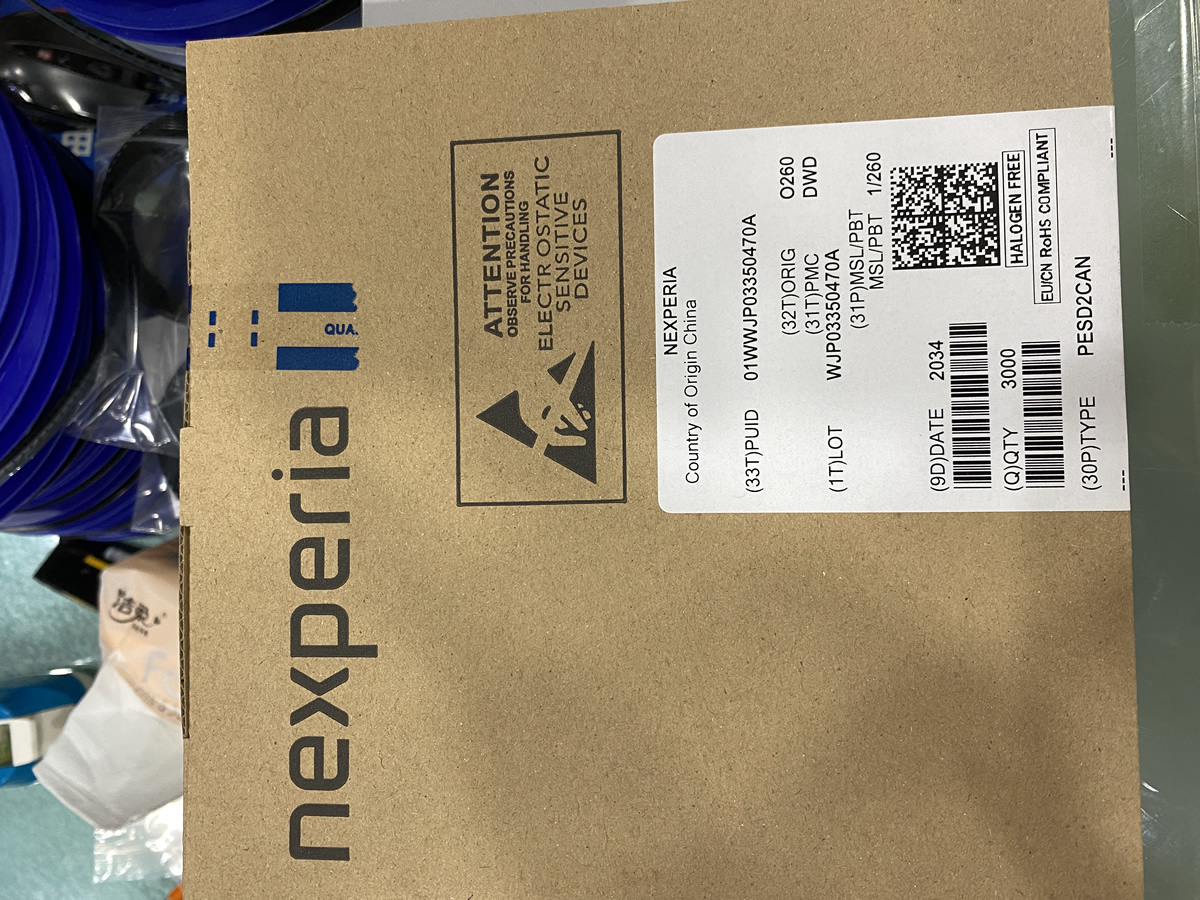 nexperia
QUA
ATTENTION
OBSERVE PRECAUTIONS
FOR HANDLING
ELECTROSTATIC
SENSITIVE
DEVICES
NEXPERIA
Country of Origin China
(33T)PUID 01WWJP03350470A
(32T)ORIG O260
(31T)PMC DWD
(1T)LOT WJP03350470A
(31P)MSL/PBT
MSL/PBT 1/260
(9D)DATE 2034
(Q)QTY 3000
HALOGEN FREE
EU/CN RoHS COMPLIANT
(30P)TYPE PESD2CAN
洁柔